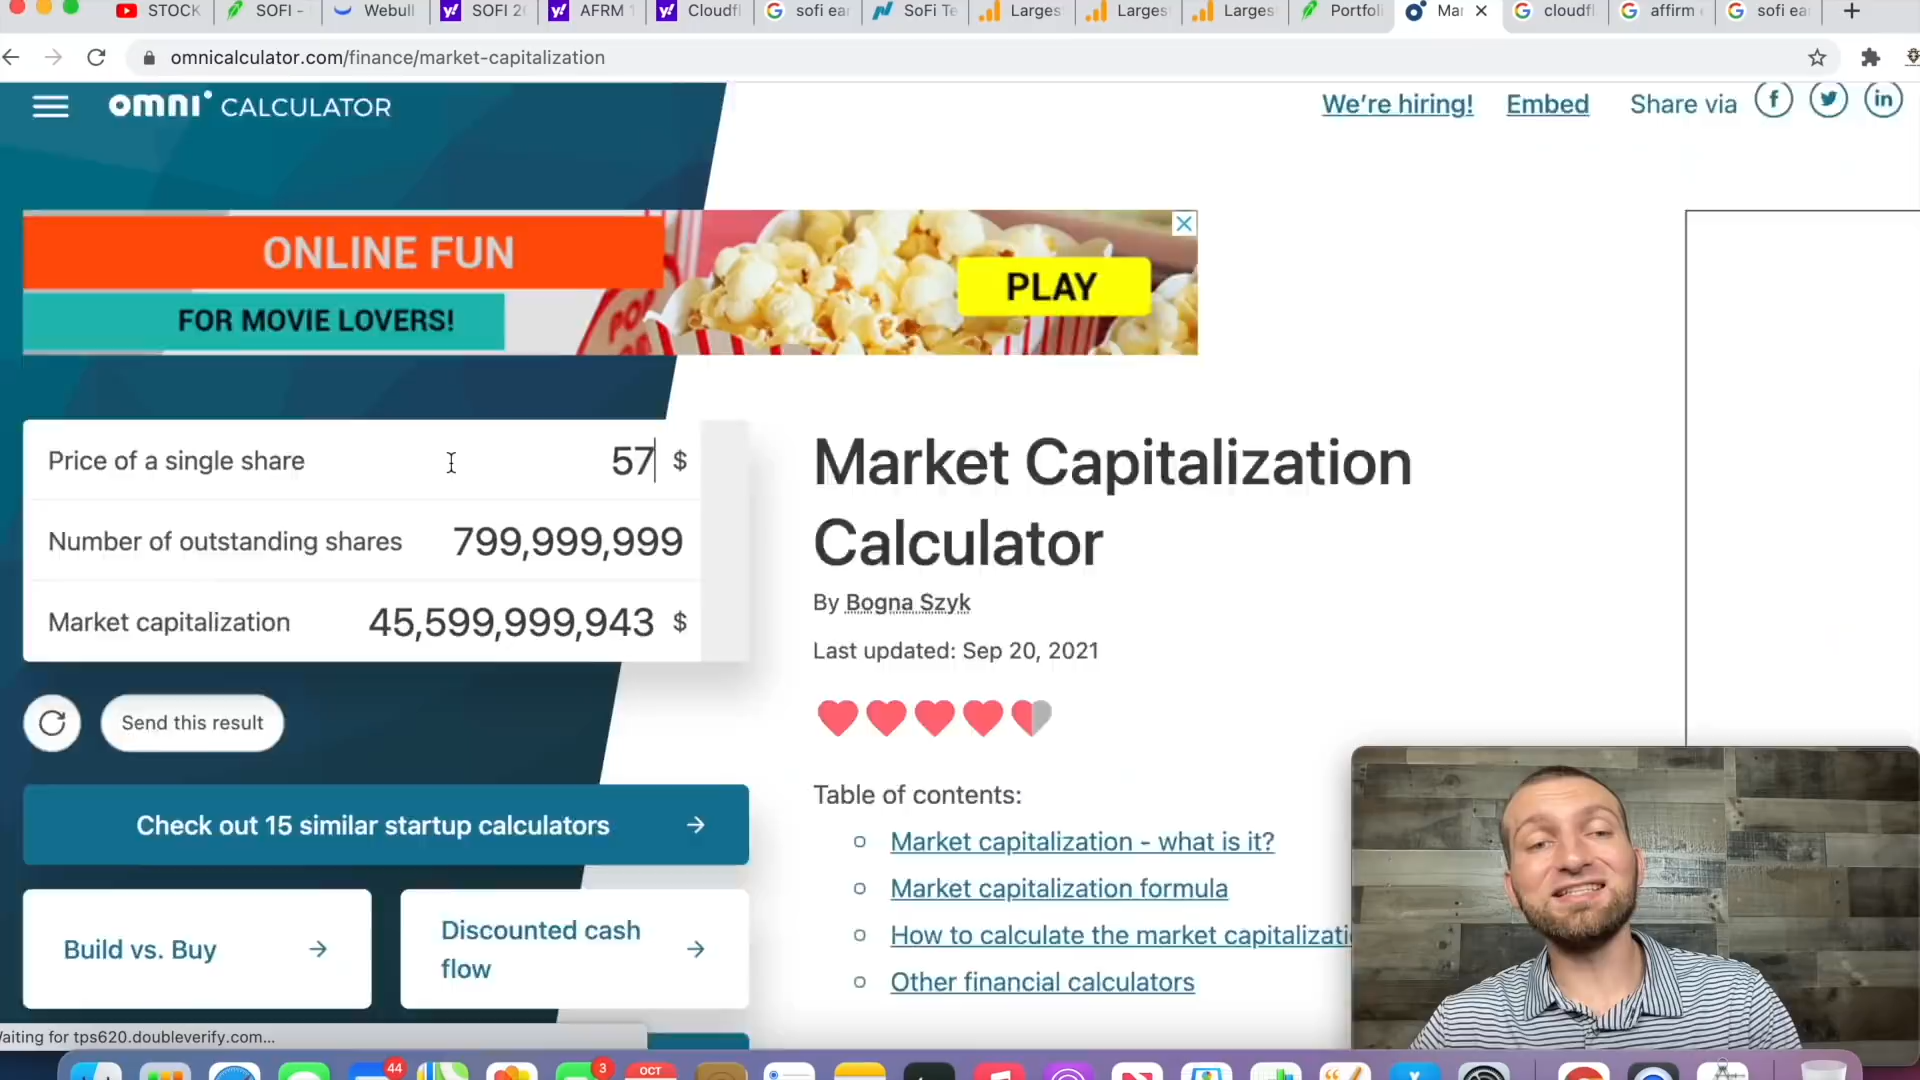 STOCK
SOFI -
Webull
SOFI 2
AFRM 1
Cloudfl
sofi ear
SoFi Te
Larges
Larges
Larges
Portfoli
Mar
cloudfl
affirm
sofi ea
omnicalculator.com/finance/market-capitalization
omni CALCULATOR
We're hiring!
Embed
Share via
ONLINE FUN
FOR MOVIE LOVERS!
PLAY
Price of a single share
57 $
Number of outstanding shares
799,999,999
Market capitalization
45,599,999,943 $
Send this result
Check out 15 similar startup calculators
Build vs. Buy
Discounted cash
flow
Market Capitalization
Calculator
By Bogna Szyk
Last updated: Sep 20, 2021
Table of contents:
Market capitalization - what is it?
Market capitalization formula
How to calculate the market capitalizati
Other financial calculators
Waiting for tps620.doubleverify.com...
44
3
OCT